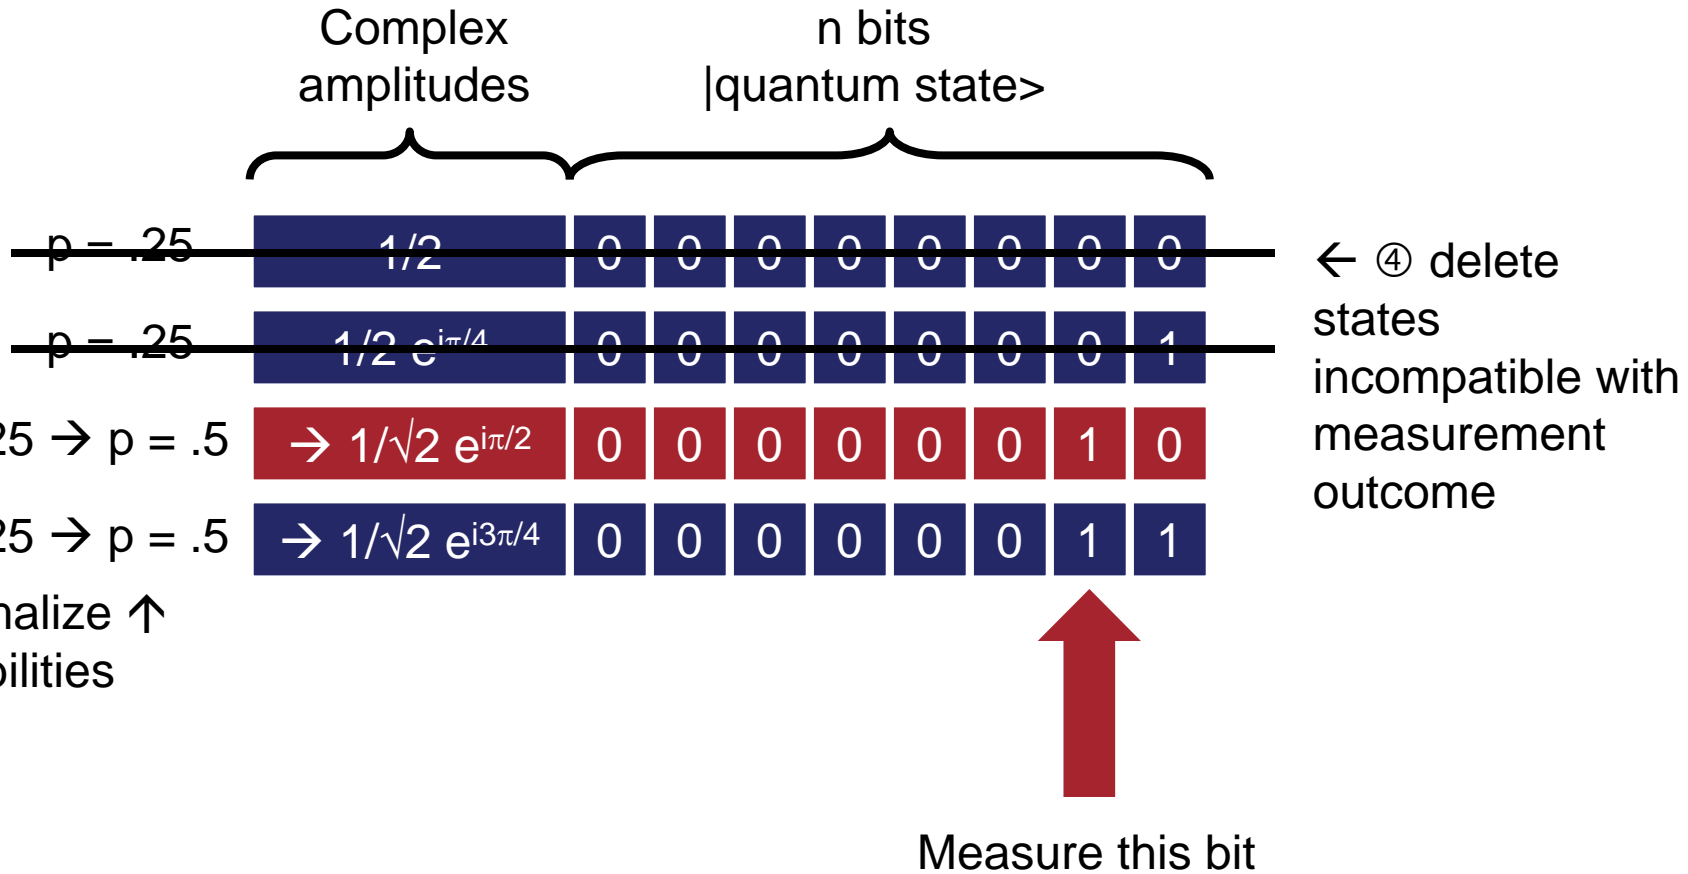 Complex
amplitudes
n bits
|quantum state>
p = .25 1/2 0 0 0 0 0 0 0 0
p = .25 1/2 e^iπ/4 0 0 0 0 0 0 0 1
25 → p = .5 → 1/√2 e^iπ/2 0 0 0 0 0 0 1 0
25 → p = .5 → 1/√2 e^i3π/4 0 0 0 0 0 0 1 1
← ④ delete
states
incompatible with
measurement
outcome
nalize ↑
bilities
Measure this bit